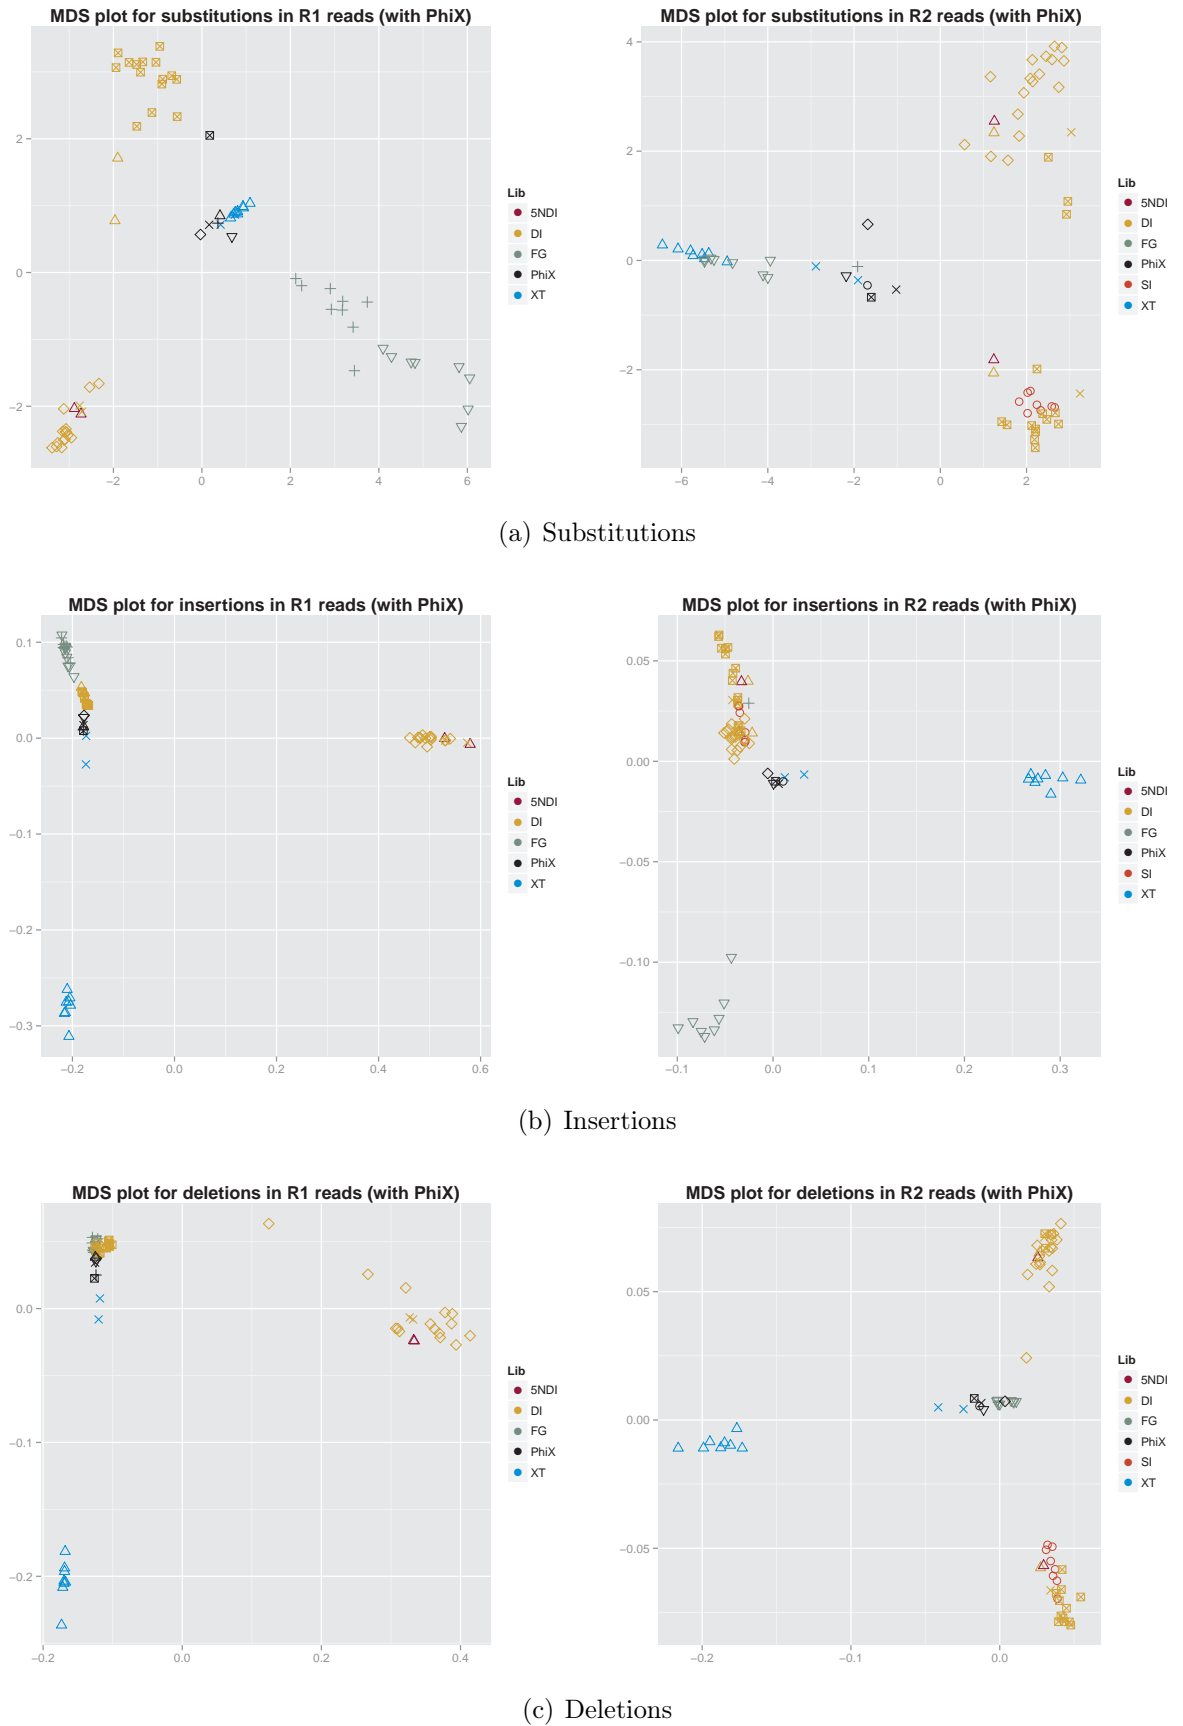 MDS plot for substitutions in R1 reads (with PhiX)
2
0
−2
−2
0
2
4
6
Lib
5NDI
DI
FG
PhiX
XT
MDS plot for substitutions in R2 reads (with PhiX)
4
2
0
−2
−6
−4
−2
0
2
Lib
5NDI
DI
FG
PhiX
SI
XT
(a) Substitutions
MDS plot for insertions in R1 reads (with PhiX)
0.1
0.0
−0.1
−0.2
−0.3
−0.2
0.0
0.2
0.4
0.6
Lib
5NDI
DI
FG
PhiX
XT
MDS plot for insertions in R2 reads (with PhiX)
0.05
0.00
−0.05
−0.10
−0.1
0.0
0.1
0.2
0.3
Lib
5NDI
DI
FG
PhiX
SI
XT
(b) Insertions
MDS plot for deletions in R1 reads (with PhiX)
0.0
−0.1
−0.2
−0.2
0.0
0.2
0.4
Lib
5NDI
DI
FG
PhiX
XT
MDS plot for deletions in R2 reads (with PhiX)
0.05
0.00
−0.05
−0.2
−0.1
0.0
Lib
5NDI
DI
FG
PhiX
SI
XT
(c) Deletions